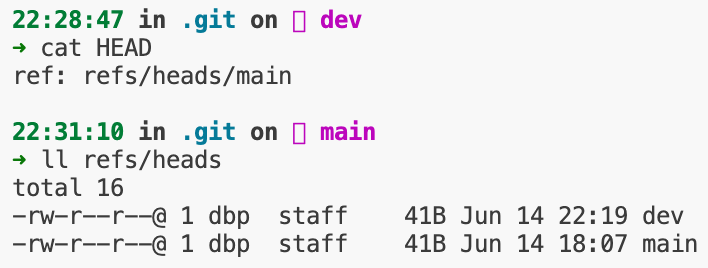 22:28:47 in .git on dev
➜ cat HEAD
ref: refs/heads/main
22:31:10 in .git on main
➜ ll refs/heads
total 16
-rw-r--r--@ 1 dbp  staff    41B Jun 14 22:19 dev
-rw-r--r--@ 1 dbp  staff    41B Jun 14 18:07 main